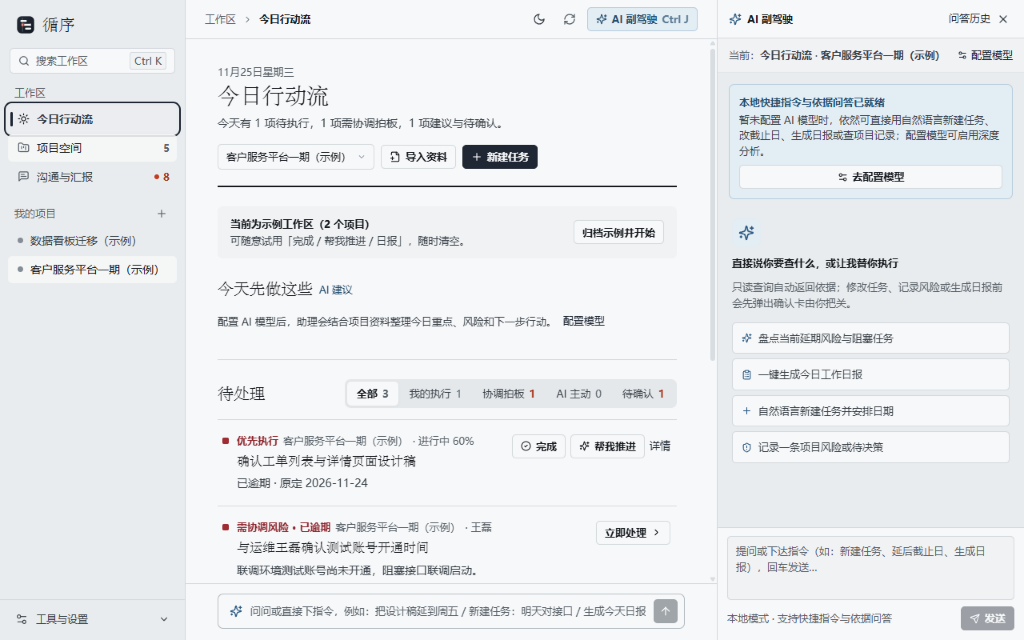 循序
搜索工作区 Ctrl K
工作区
今日行动流
项目空间 5
沟通与汇报 8
我的项目
数据看板迁移（示例）
客户服务平台一期（示例）
工具与设置
工作区 > 今日行动流
AI 副驾驶 Ctrl J
11月25日星期三
今日行动流
今天有 1 项待执行，1 项需协调拍板，1 项建议与待确认。
客户服务平台一期（示例）
导入资料
+ 新建任务
当前为示例工作区（2 个项目）
可随意试用「完成 / 帮我推进 / 日报」，随时清空。
归档示例并开始
今天先做这些 AI 建议
配置 AI 模型后，助理会结合项目资料整理今日重点、风险和下一步行动。 配置模型
待处理
全部 3 我的执行 1 协调拍板 1 AI 主动 0 待确认 1
优先执行 客户服务平台一期（示例） · 进行中 60%
确认工单列表与详情页面设计稿
已逾期 · 原定 2026-11-24
完成 帮我推进 详情
需协调风险 • 已逾期 客户服务平台一期（示例） · 王磊
与运维王磊确认测试账号开通时间
联调环境测试账号尚未开通，阻塞接口联调启动。
立即处理
问问或直接下指令，例如：把设计稿延到周五 / 新建任务：明天对接口 / 生成今天日报
AI 副驾驶 问答历史
当前：今日行动流 · 客户服务平台一期（示例） 配置模型
本地快捷指令与依据问答已就绪
暂未配置 AI 模型时，依然可直接用自然语言新建任务、
改截止日、生成日报或查项目记录；配置模型可启用深度
分析。
去配置模型
直接说你要查什么，或让我替你执行
只读查询自动返回依据；修改任务、记录风险或生成日报前
会先弹出确认卡由你把关。
盘点当前延期风险与阻塞任务
一键生成今日工作日报
自然语言新建任务并安排日期
记录一条项目风险或待决策
提问或下达指令（如：新建任务、延后截止日、生成日
报），回车发送...
本地模式 · 支持快捷指令与依据问答
发送